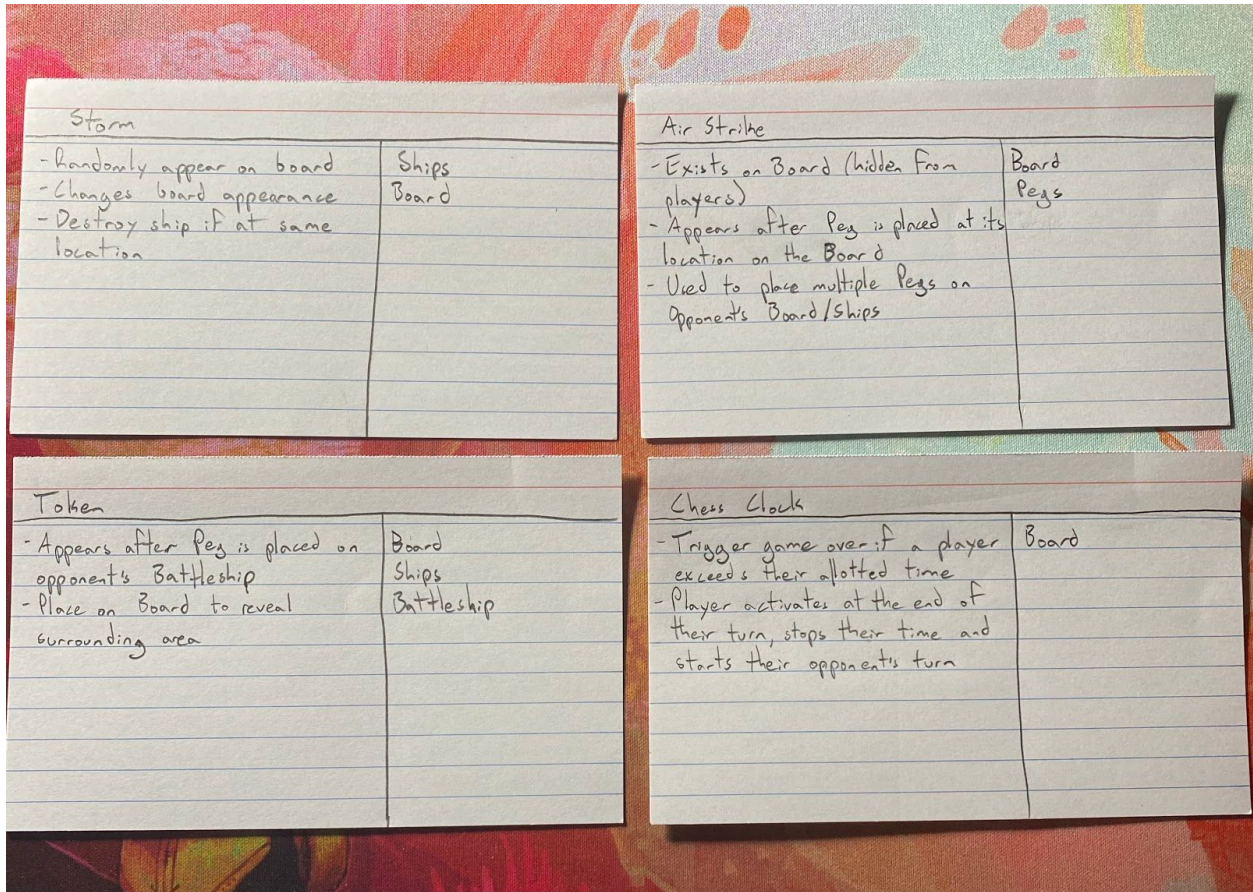 Storm
- Randomly appear on board
- Changes board appearance
- Destroy ship if at same
location
Ships
Board
Air Strike
- Exists on Board (hidden from
players)
- Appears after Peg is placed at its
location on the Board
- Used to place multiple Pegs on
Opponent's Board/Ships
Board
Pegs
Token
- Appears after Peg is placed on
opponent's Battleship
- Place on Board to reveal
surrounding area
Board
Ships
Battleship
Chess Clock
- Trigger game over if a player
exceeds their allotted time
- Player activates at the end of
their turn, stops their time and
starts their opponent's turn
Board